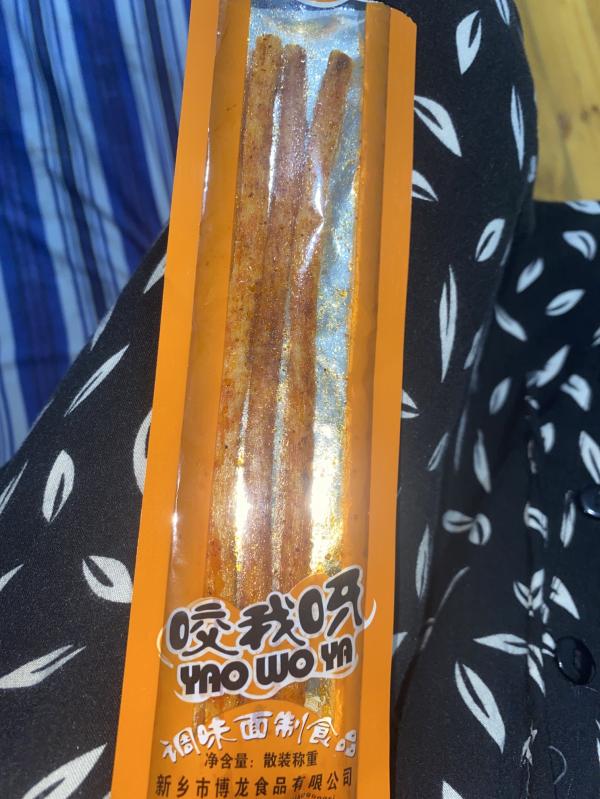 咬我呀
YAO WO YA
调味面制食品
净含量：散装称重
新乡市博龙食品有限公司